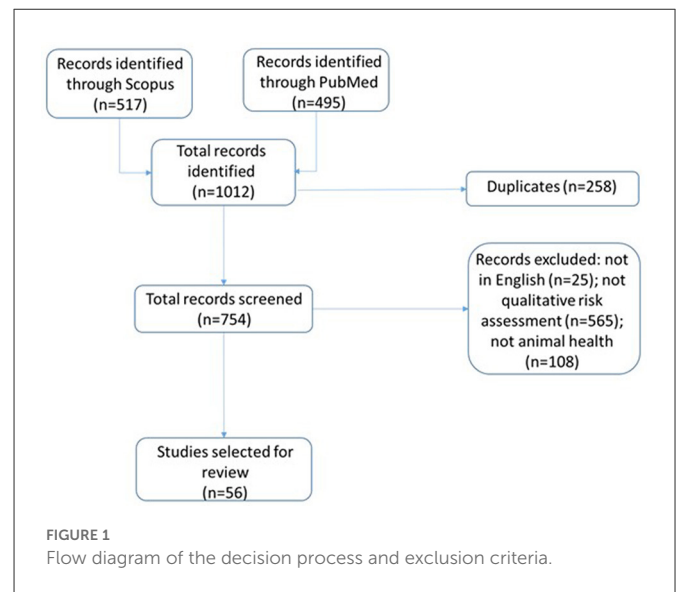 Records identified
through Scopus
(n=517)
Records identified
through PubMed
(n=495)
Total records
identified
(n=1012)
Duplicates (n=258)
Total records screened
(n=754)
Records excluded: not
in English (n=25); not
qualitative risk
assessment (n=565);
not animal health
(n=108)
Studies selected for
review
(n=56)
FIGURE 1
Flow diagram of the decision process and exclusion criteria.